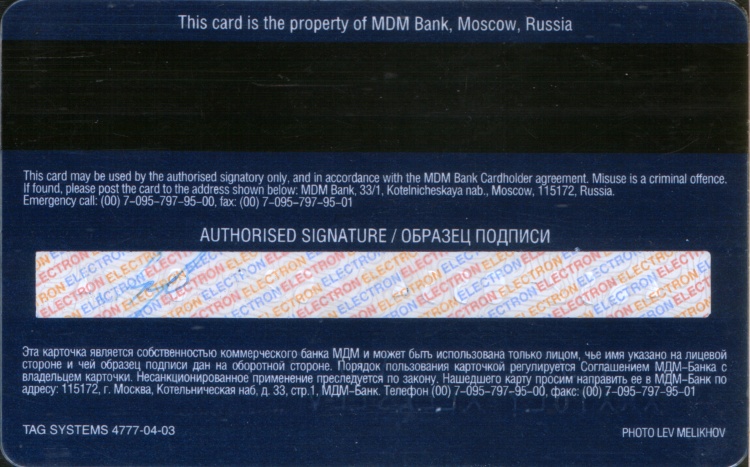 This card is the property of MDM Bank, Moscow, Russia
This card may be used by the authorised signatory only, and in accordance with the MDM Bank Cardholder agreement. Misuse is a criminal offence.
If found, please post the card to the address shown below: MDM Bank, 33/1, Kotelnicheskaya nab., Moscow, 115172, Russia.
Emergency call: (00) 7-095-797-95-00, fax: (00) 7-095-797-95-01
AUTHORISED SIGNATURE / ОБРАЗЕЦ ПОДПИСИ
ELECTRON ELECTRON ELECTRON ELECTRON ELECTRON ELECTRON
Эта карточка является собственностью коммерческого банка МДМ и может быть использована только лицом, чье имя указано на лицевой
стороне и чей образец подписи дан на оборотной стороне. Порядок пользования карточкой регулируется Соглашением МДМ-Банка с
владельцем карточки. Несанкционированное применение преследуется по закону. Нашедшего карту просим направить ее в МДМ-Банк по
адресу: 115172, г. Москва, Котельническая наб, д. 33, стр.1, МДМ-Банк. Телефон (00) 7-095-797-95-00, факс: (00) 7-095-797-95-01
TAG SYSTEMS 4777-04-03
PHOTO LEV MELIKHOV